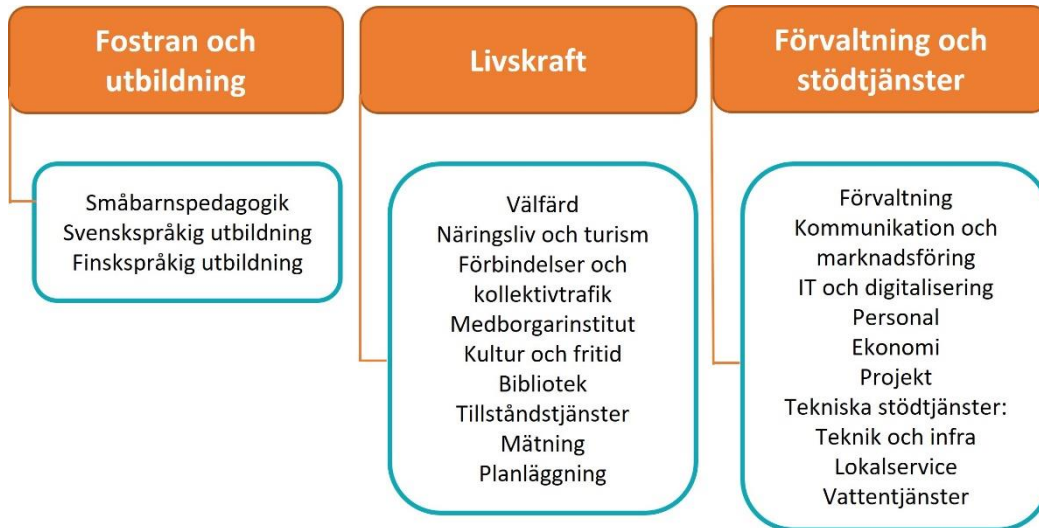 Fostran och
utbildning
Småbarnspedagogik
Svenskspråkig utbildning
Finskspråkig utbildning
Livskraft
Välfärd
Näringsliv och turism
Förbindelser och
kollektivtrafik
Medborgarinstitut
Kultur och fritid
Bibliotek
Tillståndstjänster
Mätning
Planläggning
Förvaltning och
stödtjänster
Förvaltning
Kommunikation och
marknadsföring
IT och digitalisering
Personal
Ekonomi
Projekt
Tekniska stödtjänster:
Teknik och infra
Lokalservice
Vattentjänster